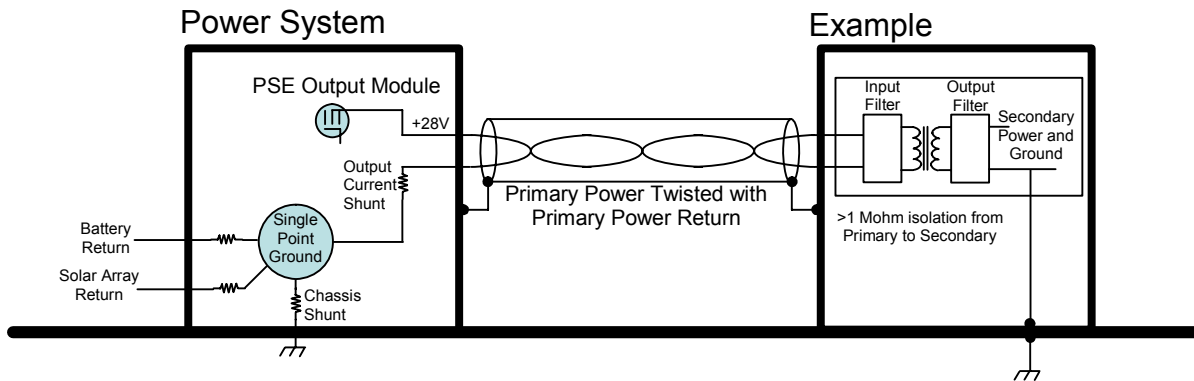 Power System
Example
PSE Output Module
+28V
Output
Current
Shunt
Single
Point
Ground
Battery
Return
Solar Array
Return
Chassis
Shunt
Primary Power Twisted with
Primary Power Return
Input
Filter
Output
Filter
Secondary
Power and
Ground
>1 Mohm isolation from
Primary to Secondary